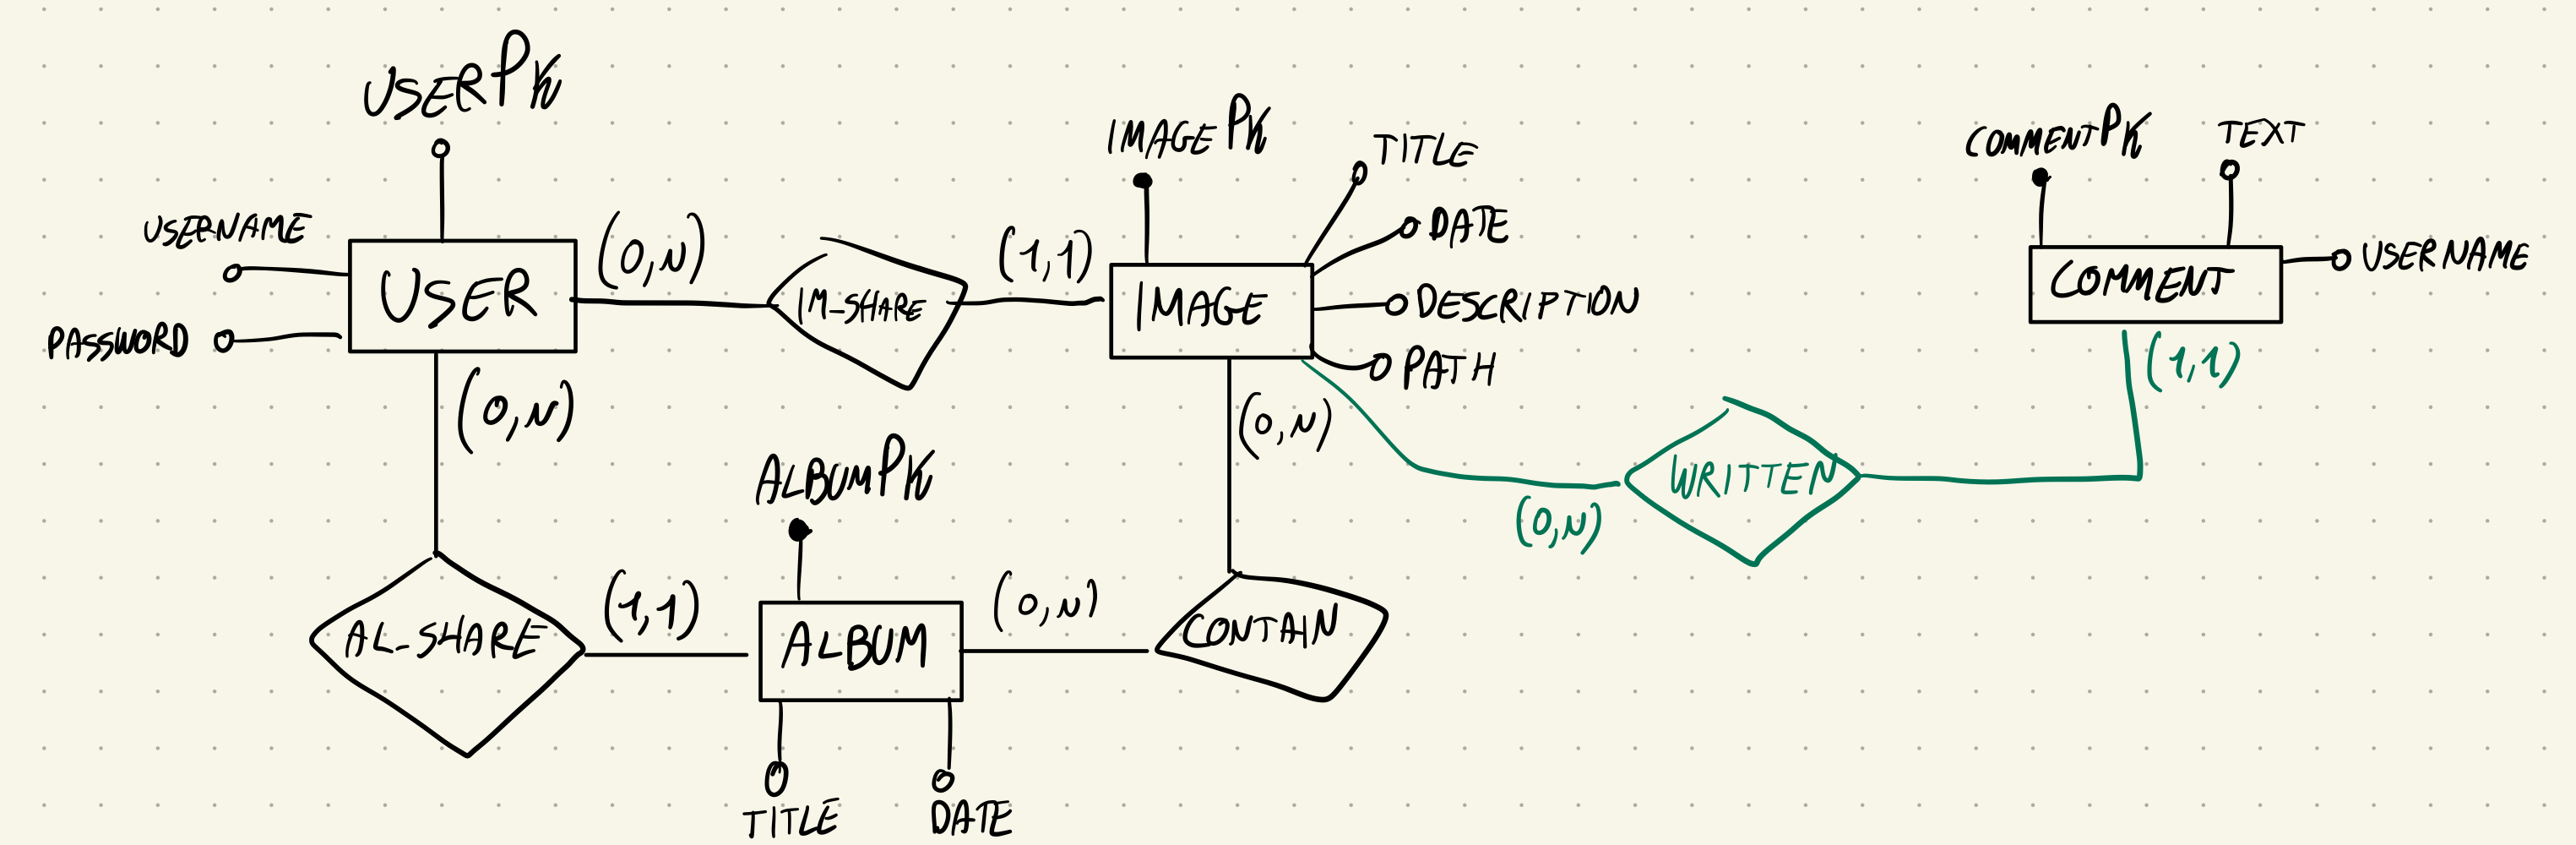 USERPK
USERNAME
PASSWORD
USER
(0,N)
IM-SHARE
(1,1)
IMAGEPK
TITLE
DATE
DESCRIPTION
PATH
IMAGE
COMMENTPK
TEXT
USERNAME
COMMENT
(1,1)
WRITTEN
(0,N)
(0,N)
(0,N)
AL-SHARE
(1,1)
ALBUMPK
ALBUM
(0,N)
CONTAIN
TITLE
DATE